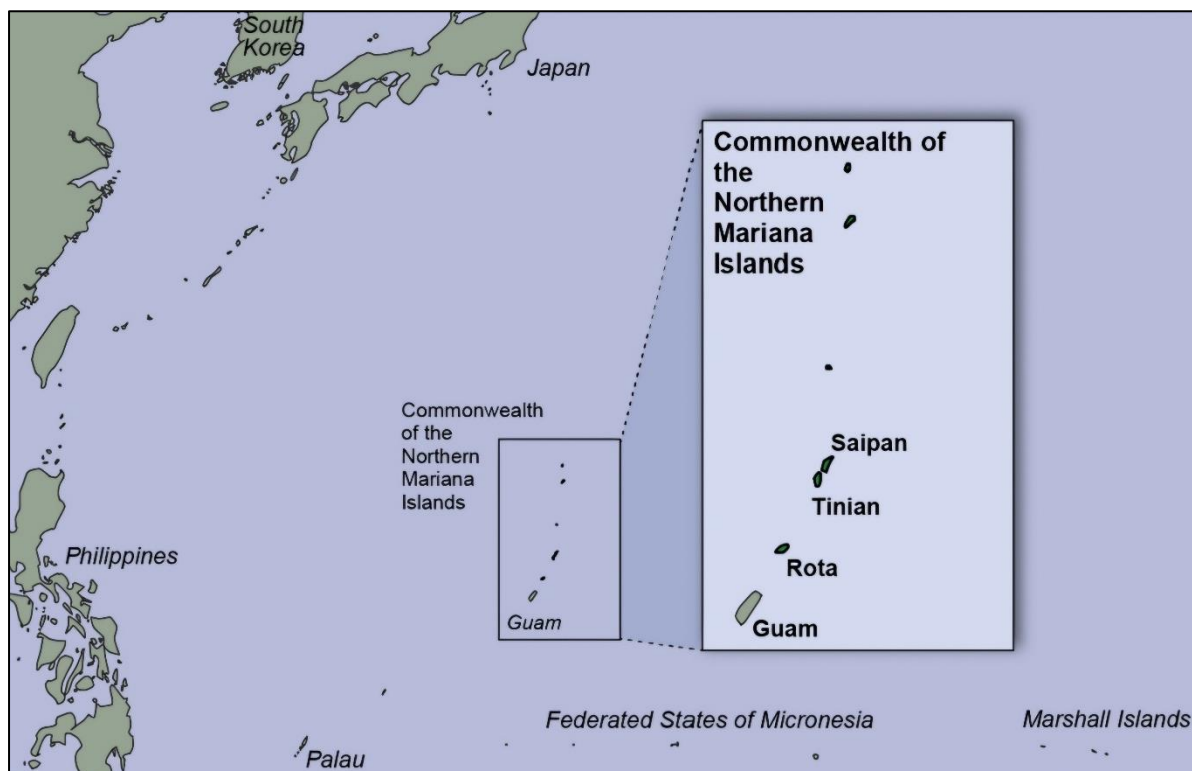 South
Korea
Japan
Commonwealth of
the
Northern
Mariana
Islands
Saipan
Tinian
Rota
Guam
Commonwealth
of the
Northern
Mariana
Islands
Guam
Philippines
Federated States of Micronesia
Marshall Islands
Palau